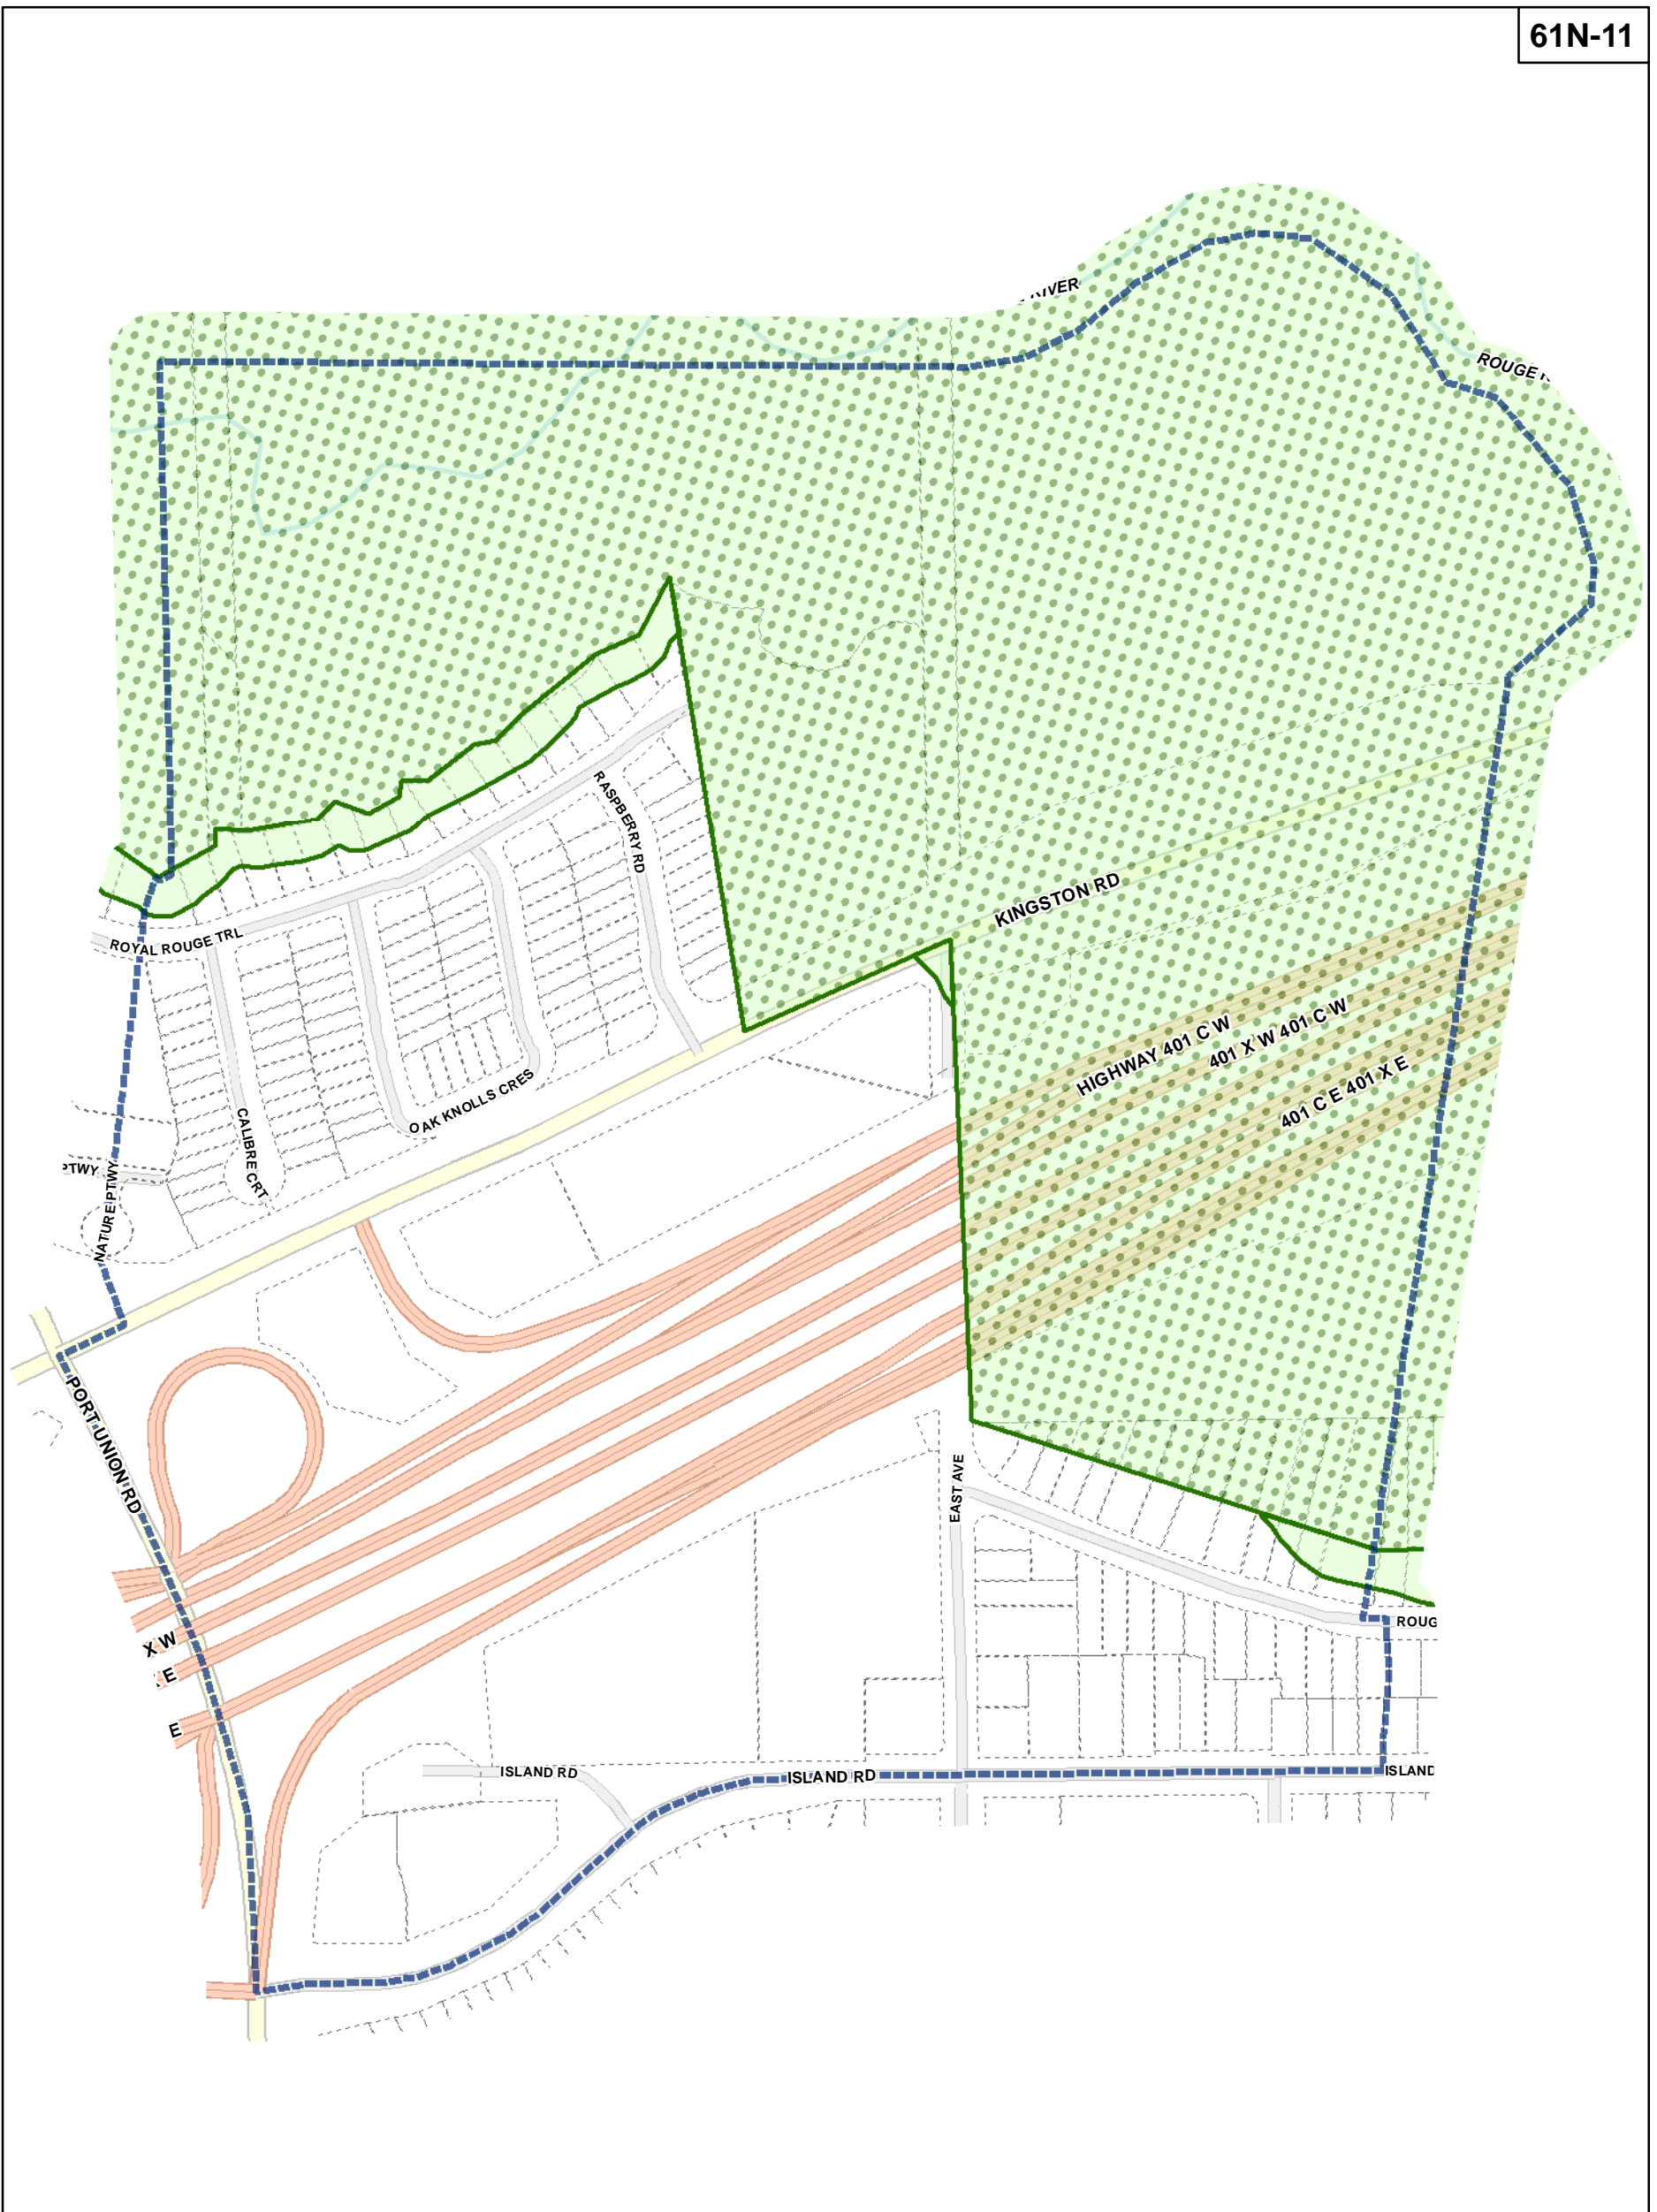 61N-11
RIVER
ROUGE
RASPBERRY RD
KINGSTON RD
ROYAL ROUGE TRL
HIGHWAY 401 C W
401 X W 401 C W
401 C E 401 X E
OAK KNOLLS CRES
CALIBRE CRT
PTWY
NATURE PTWY
PORT UNION RD
EAST AVE
X W
E
E
ROUG
ISLAND RD
ISLAND RD
ISLAND